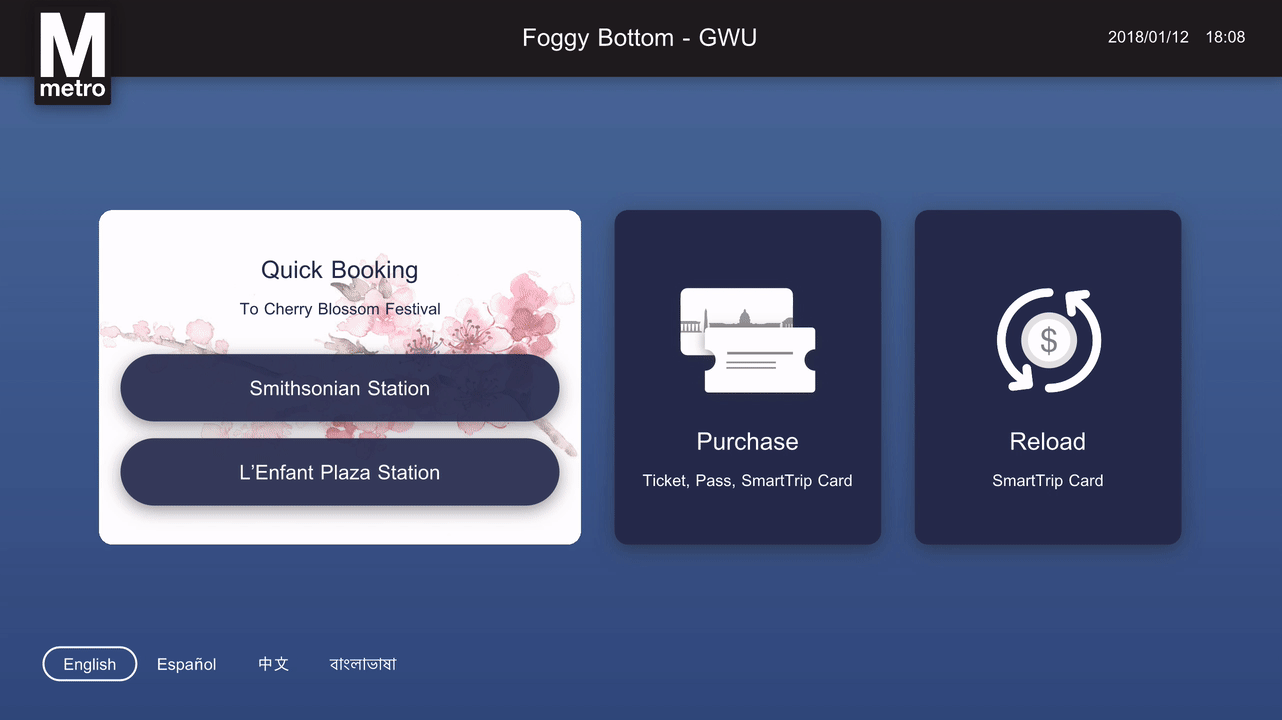 M
metro
Foggy Bottom - GWU
2018/01/12 18:08
Quick Booking
To Cherry Blossom Festival
Smithsonian Station
L’Enfant Plaza Station
$
Purchase
Ticket, Pass, SmartTrip Card
Reload
SmartTrip Card
English Español 中文 বাংলাভাষা